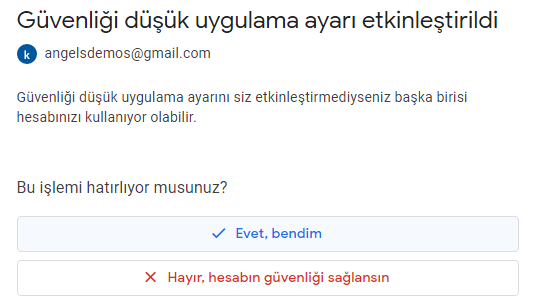 Güvenliği düşük uygulama ayarı etkinleştirildi
k angelsdemos@gmail.com
Güvenliği düşük uygulama ayarını siz etkinleştirmediyseniz başka birisi
hesabınızı kullanıyor olabilir.
Bu işlemi hatırlıyor musunuz?
Evet, bendim
Hayır, hesabın güvenliği sağlansın